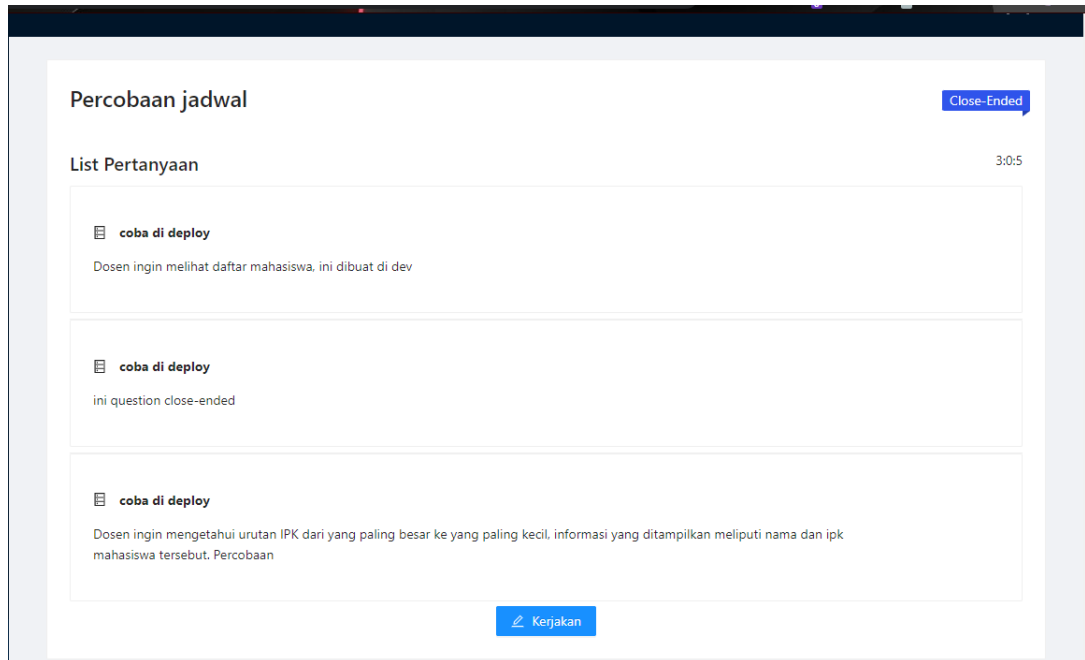 Percobaan jadwal
Close-Ended
List Pertanyaan
3:0:5
coba di deploy
Dosen ingin melihat daftar mahasiswa, ini dibuat di dev
coba di deploy
ini question close-ended
coba di deploy
Dosen ingin mengetahui urutan IPK dari yang paling besar ke yang paling kecil, informasi yang ditampilkan meliputi nama dan ipk
mahasiswa tersebut. Percobaan
Kerjakan